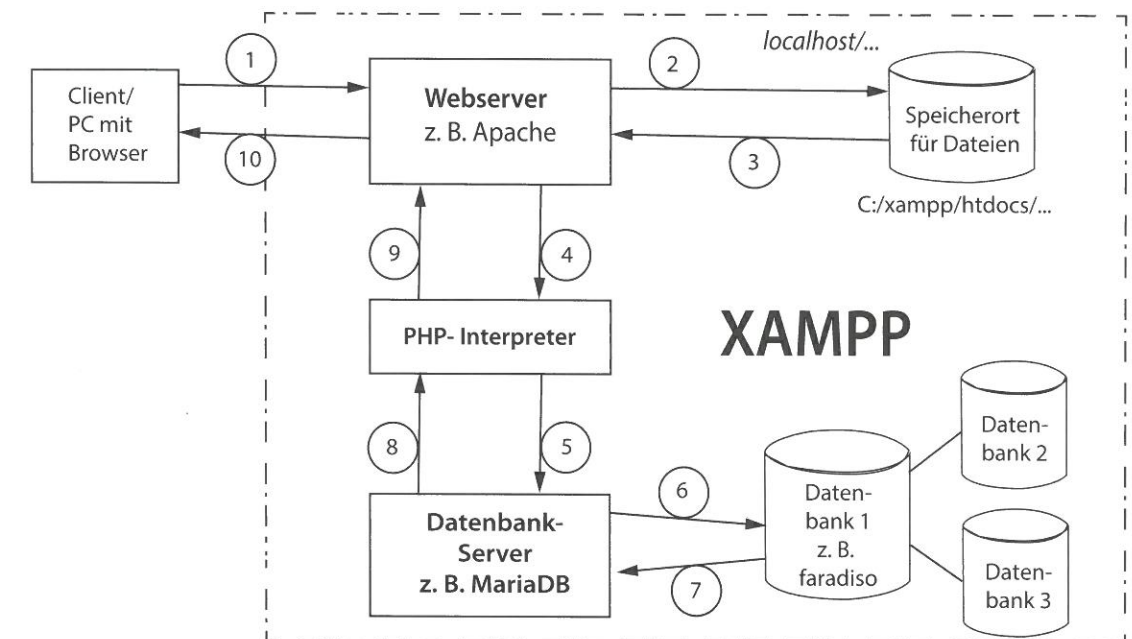 localhost/...
1
2
Client/
PC mit
Browser
Webserver
z. B. Apache
Speicherort
für Dateien
10
3
C:/xampp/htdocs/...
9
4
PHP- Interpreter
XAMPP
8
5
Daten-
bank 2
6
Datenbank-
Server
z. B. MariaDB
Daten-
bank 1
z. B.
faradiso
7
Daten-
bank 3